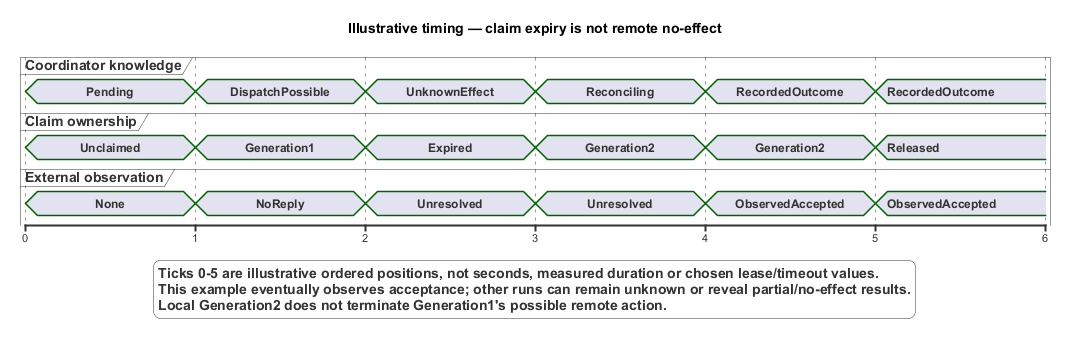 Illustrative timing — claim expiry is not remote no-effect
Coordinator knowledge
Pending DispatchPossible UnknownEffect Reconciling RecordedOutcome RecordedOutcome
Claim ownership
Unclaimed Generation1 Expired Generation2 Generation2 Released
External observation
None NoReply Unresolved Unresolved ObservedAccepted ObservedAccepted
0 1 2 3 4 5 6
Ticks 0-5 are illustrative ordered positions, not seconds, measured duration or chosen lease/timeout values.
This example eventually observes acceptance; other runs can remain unknown or reveal partial/no-effect results.
Local Generation2 does not terminate Generation1's possible remote action.